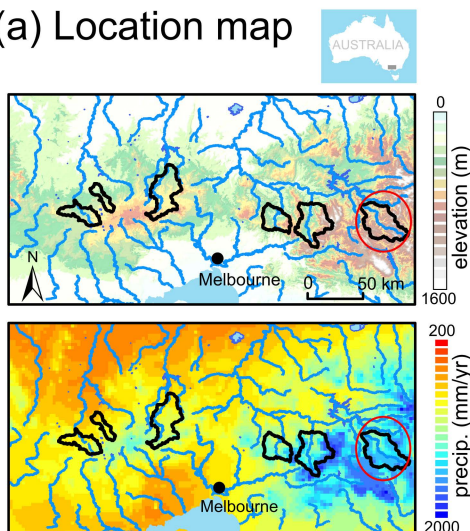 (a) Location map
AUSTRALIA
0
elevation (m)
1600
N
Melbourne
0 50 km
200
precip. (mm/yr)
2000
Melbourne